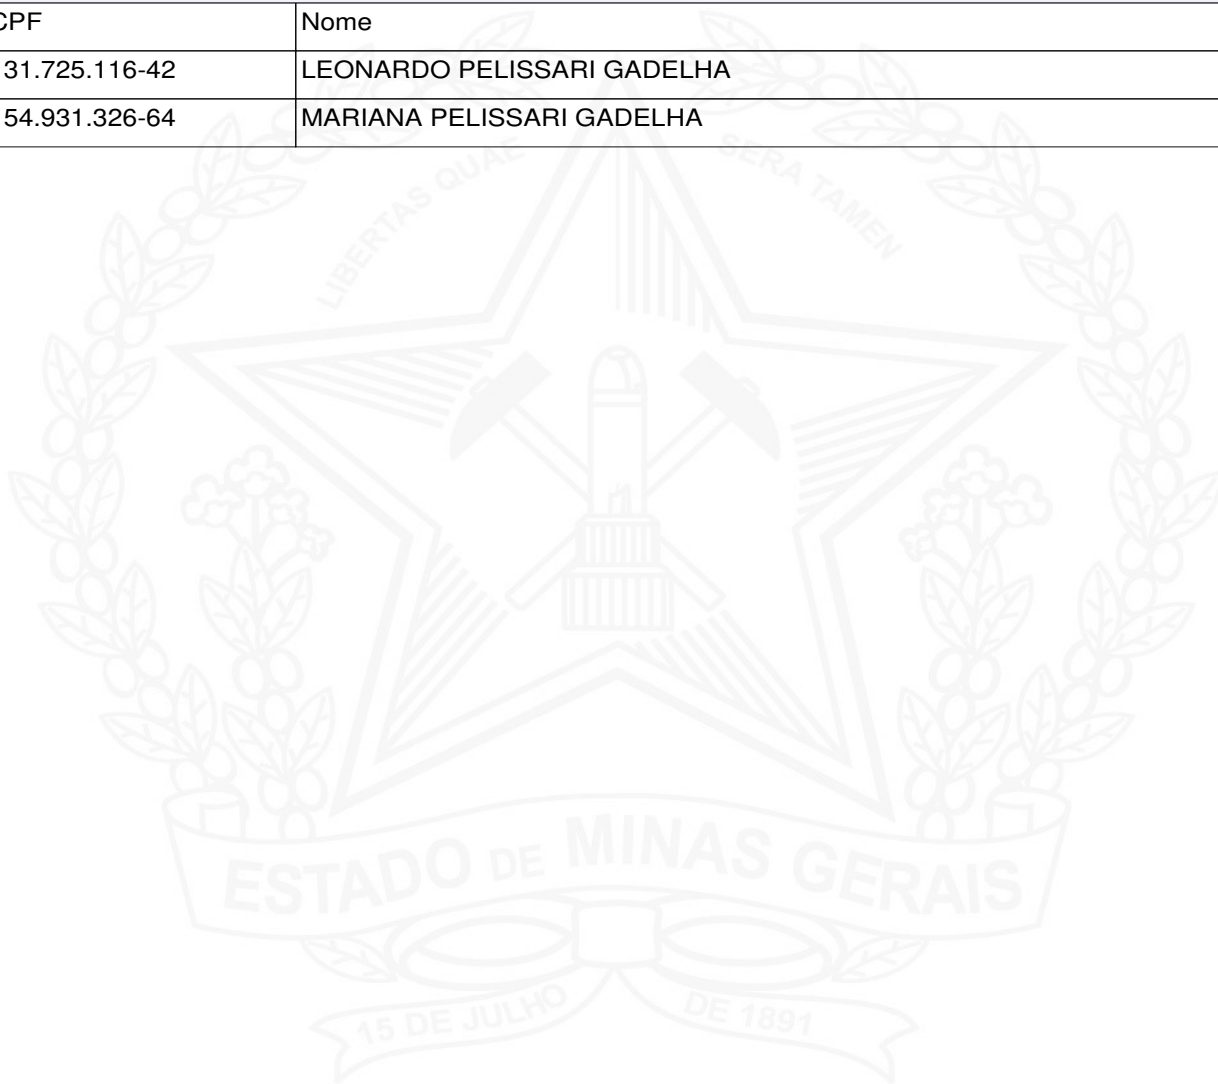 CPF Nome
31.725.116-42 LEONARDO PELISSARI GADELHA
54.931.326-64 MARIANA PELISSARI GADELHA
LIBERTAS QUAE SERA TAMEN
ESTADO DE MINAS GERAIS
15 DE JULHO DE 1891